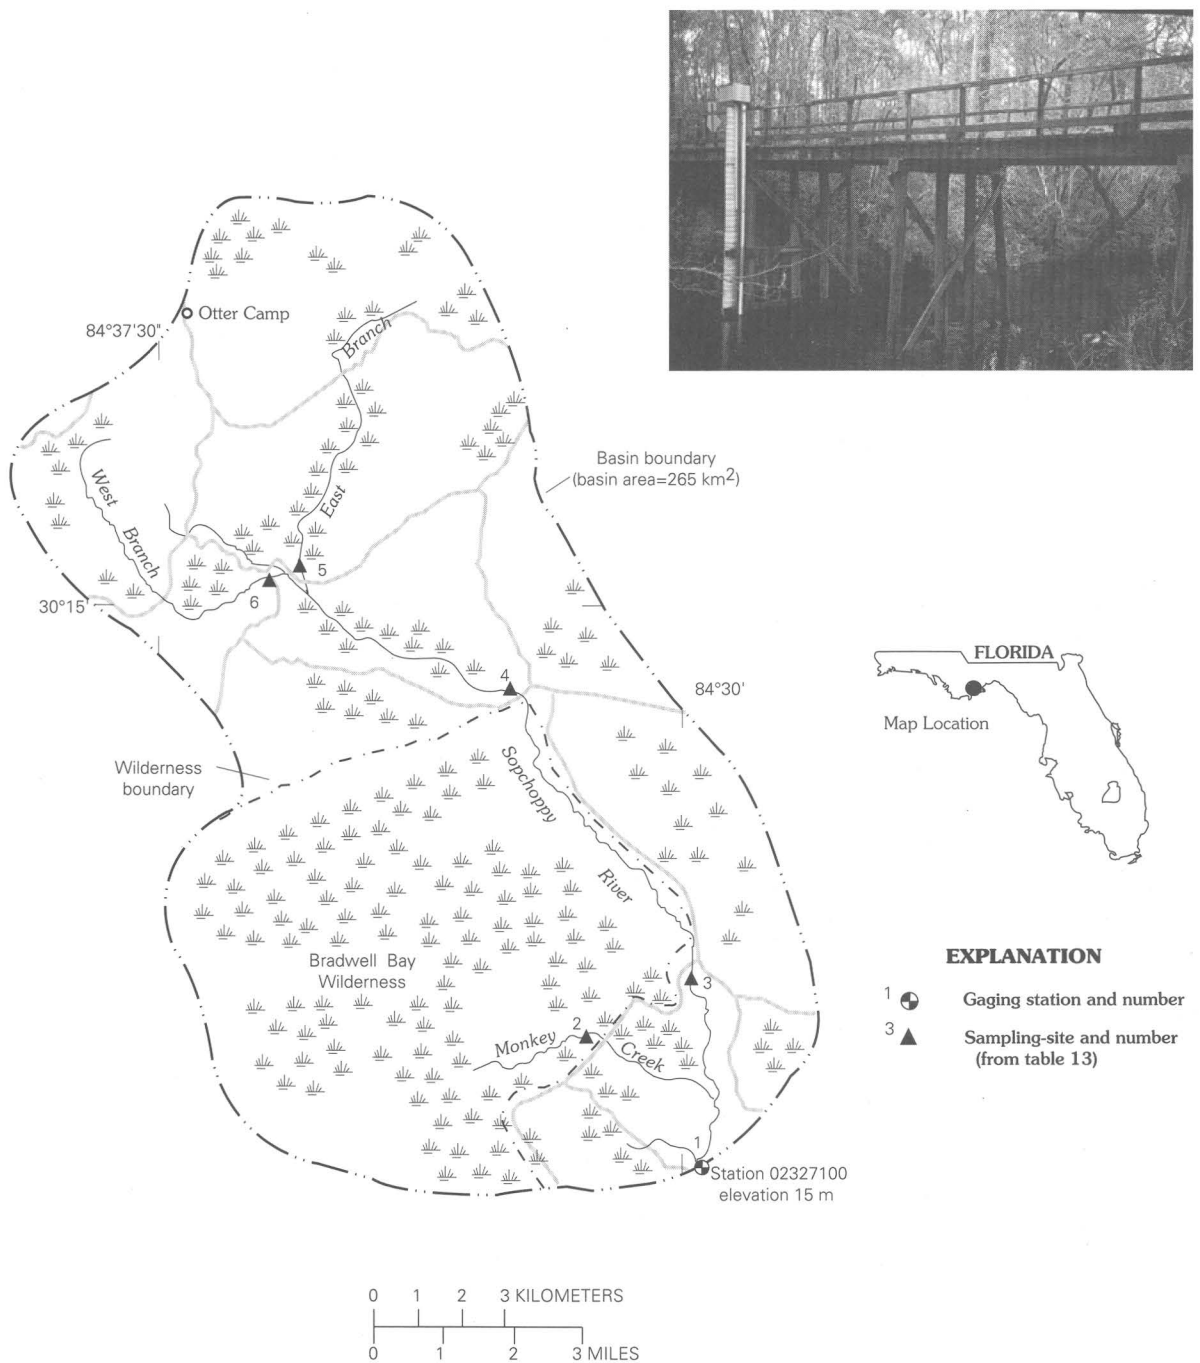 Otter Camp
84°37'30"
Branch
Basin boundary
(basin area=265 km2)
West
Branch
East
5
6
30°15'
4
84°30'
FLORIDA
Map Location
Wilderness
boundary
Sopchoppy
River
Bradwell Bay
Wilderness
3
2
Monkey
Creek
1
Station 02327100
elevation 15 m
EXPLANATION
1 Gaging station and number
3 Sampling-site and number
(from table 13)
0 1 2 3 KILOMETERS
0 1 2 3 MILES